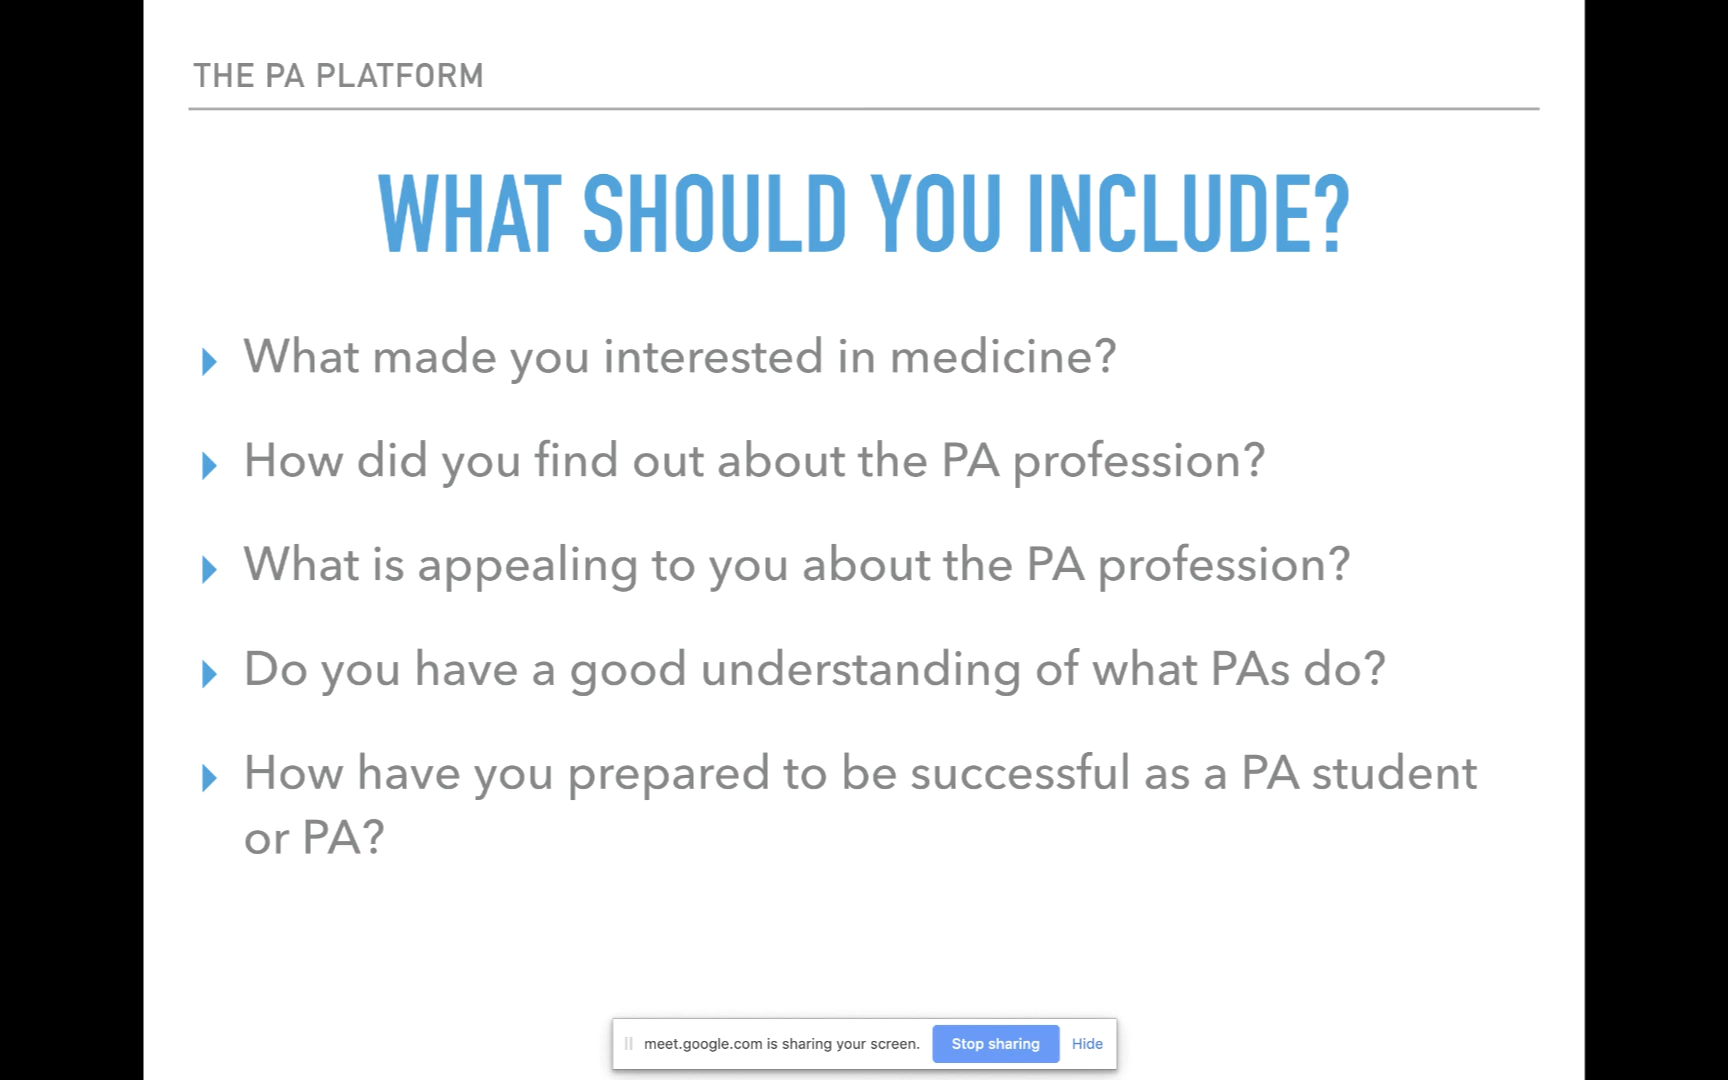 THE PA PLATFORM
WHAT SHOULD YOU INCLUDE?
What made you interested in medicine?
How did you find out about the PA profession?
What is appealing to you about the PA profession?
Do you have a good understanding of what PAs do?
How have you prepared to be successful as a PA student
or PA?
meet.google.com is sharing your screen. Stop sharing Hide